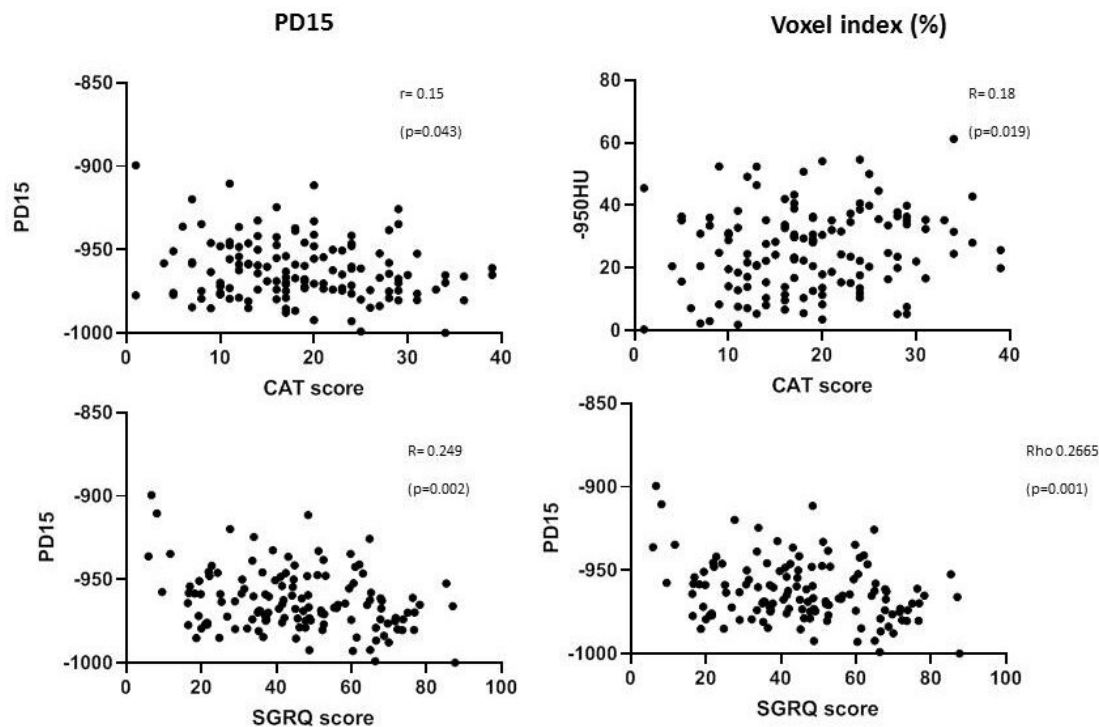 PD15
Voxel index (%)
-850
-900
-950
-1000
PD15
r= 0.15
(p=0.043)
0
10
20
30
40
CAT score
80
60
40
20
0
-950HU
R= 0.18
(p=0.019)
0
10
20
30
40
CAT score
-850
-900
-950
-1000
PD15
R= 0.249
(p=0.002)
0
20
40
60
80
100
SGRQ score
-850
-900
-950
-1000
PD15
Rho 0.2665
(p=0.001)
0
20
40
60
80
100
SGRQ score